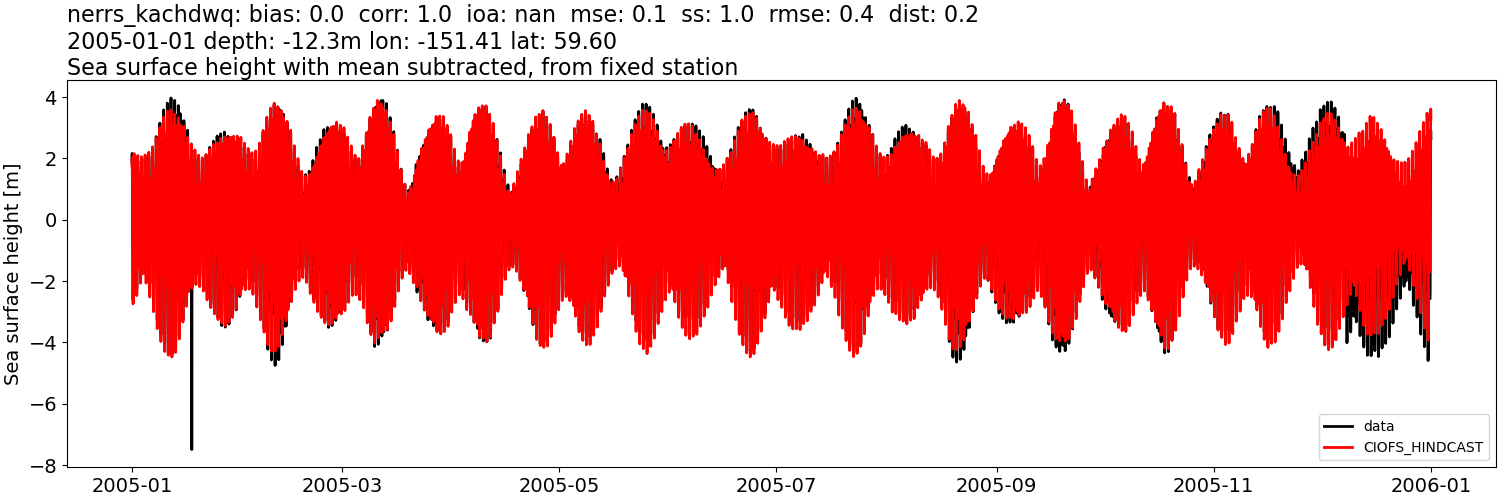 nerrs_kachdwq: bias: 0.0  corr: 1.0  ioa: nan  mse: 0.1  ss: 1.0  rmse: 0.4  dist: 0.2
2005-01-01 depth: -12.3m lon: -151.41 lat: 59.60
Sea surface height with mean subtracted, from fixed station
Sea surface height [m]
4
2
0
−2
−4
−6
−8
data
CIOFS_HINDCAST
2005-01
2005-03
2005-05
2005-07
2005-09
2005-11
2006-01